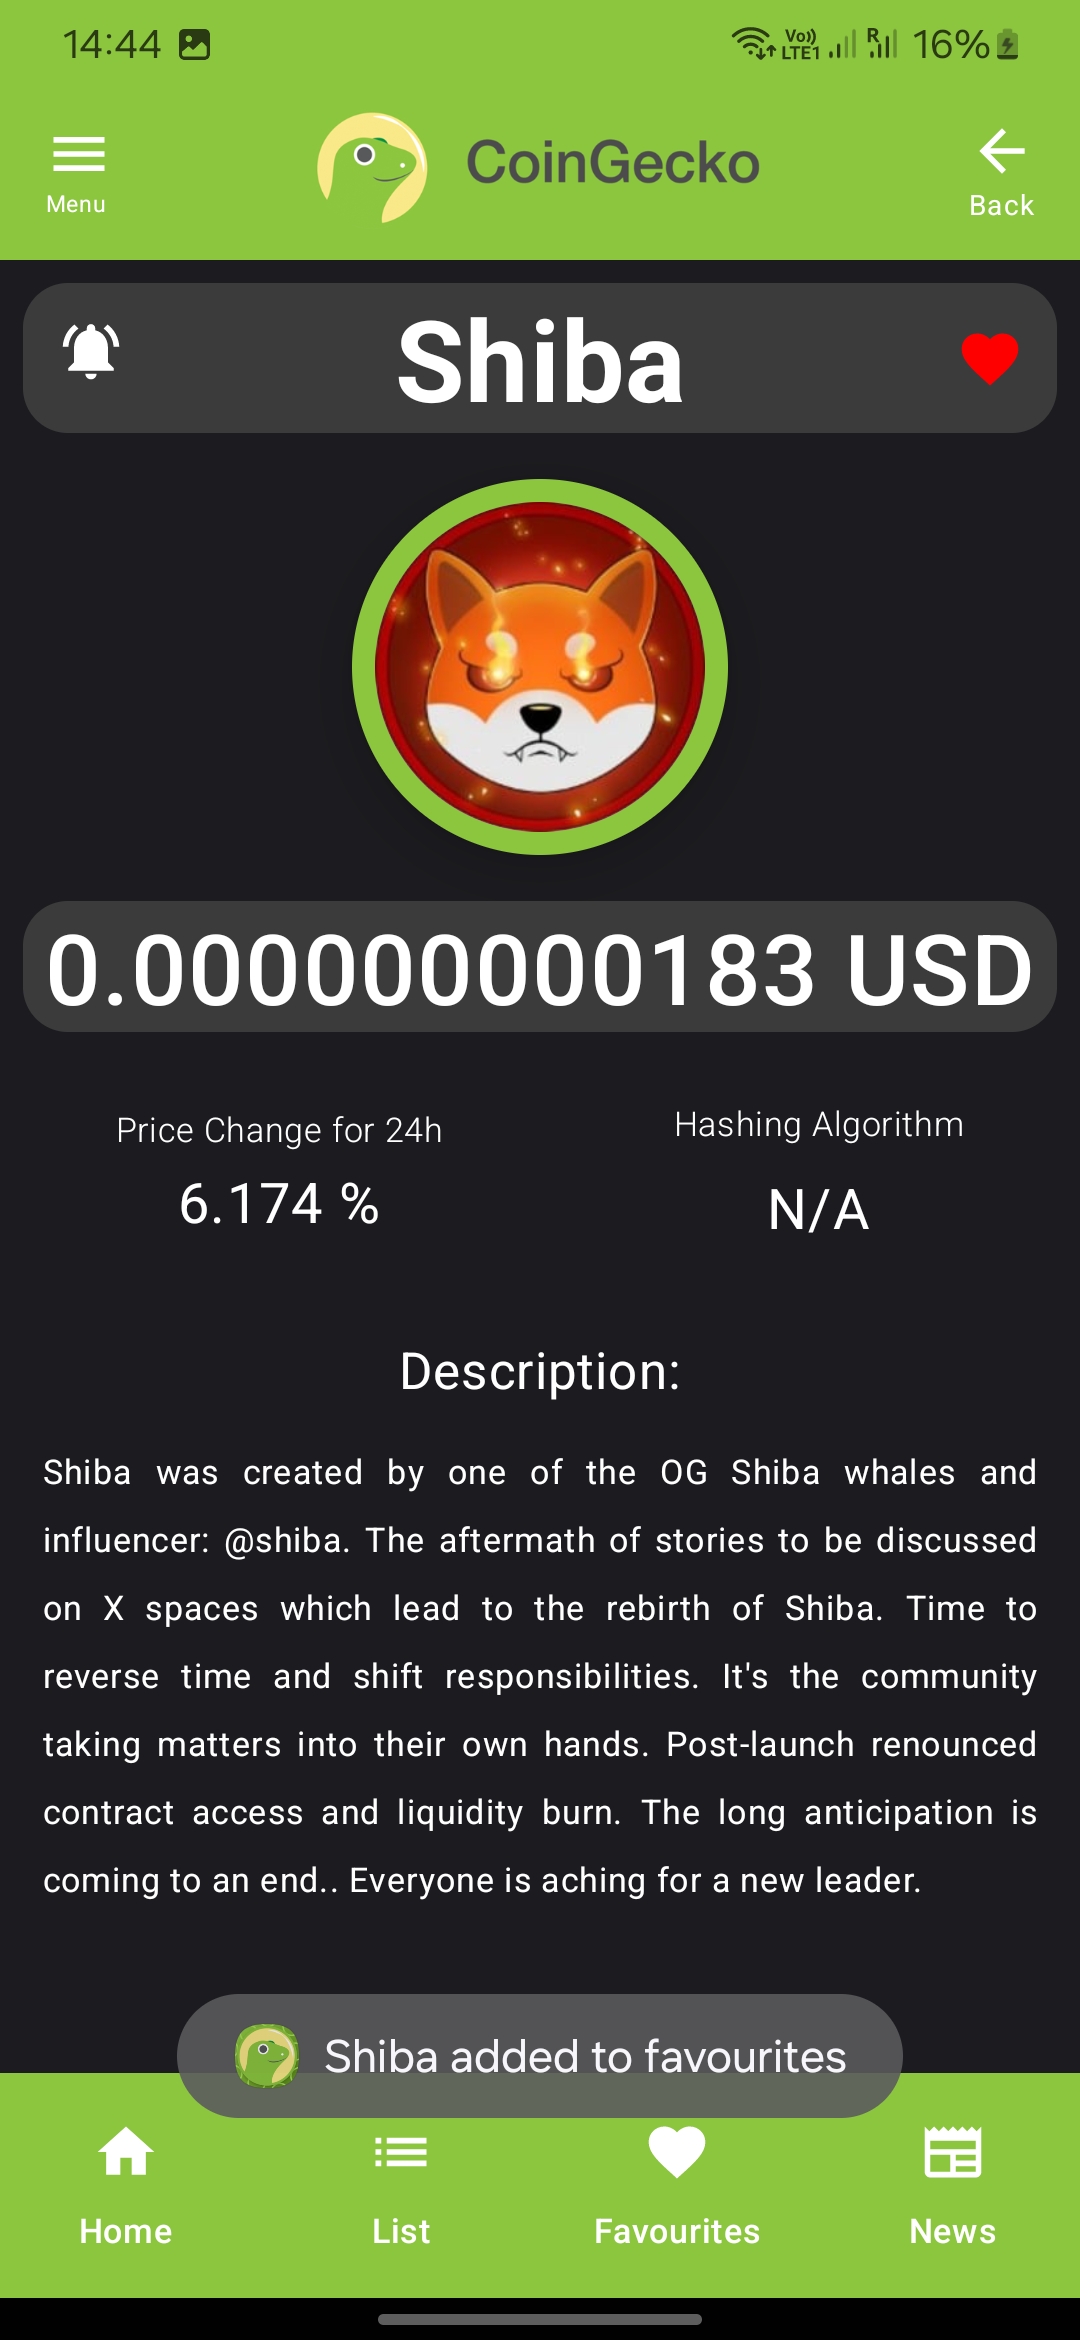 14:44
Vo))
LTE1
R
16%
Menu
CoinGecko
Back
Shiba
0.000000000183 USD
Price Change for 24h
Hashing Algorithm
6.174 %
N/A
Description:
Shiba was created by one of the OG Shiba whales and
influencer: @shiba. The aftermath of stories to be discussed
on X spaces which lead to the rebirth of Shiba. Time to
reverse time and shift responsibilities. It's the community
taking matters into their own hands. Post-launch renounced
contract access and liquidity burn. The long anticipation is
coming to an end.. Everyone is aching for a new leader.
Shiba added to favourites
Home
List
Favourites
News